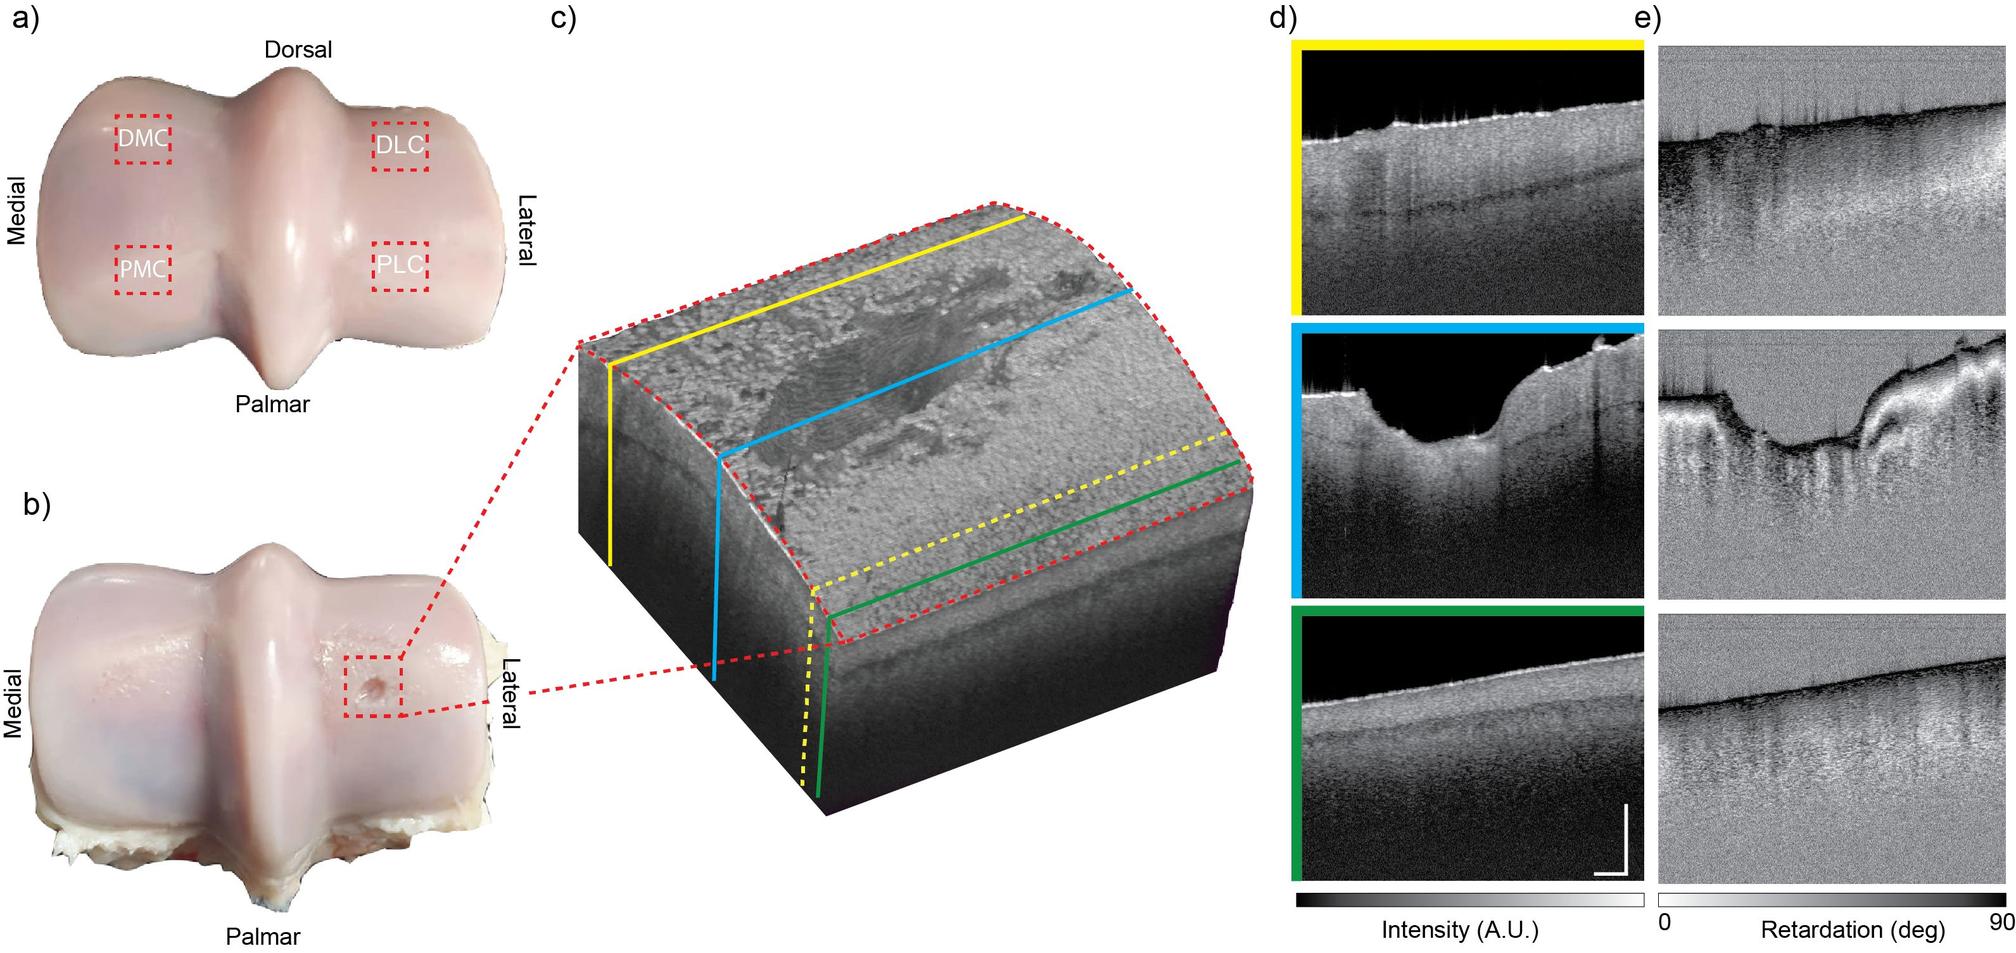 a)
Dorsal
DMC
DLC
Medial
Lateral
PMC
PLC
Palmar
b)
Medial
Lateral
Palmar
c)
d)
Intensity (A.U.)
e)
0
Retardation (deg)
90